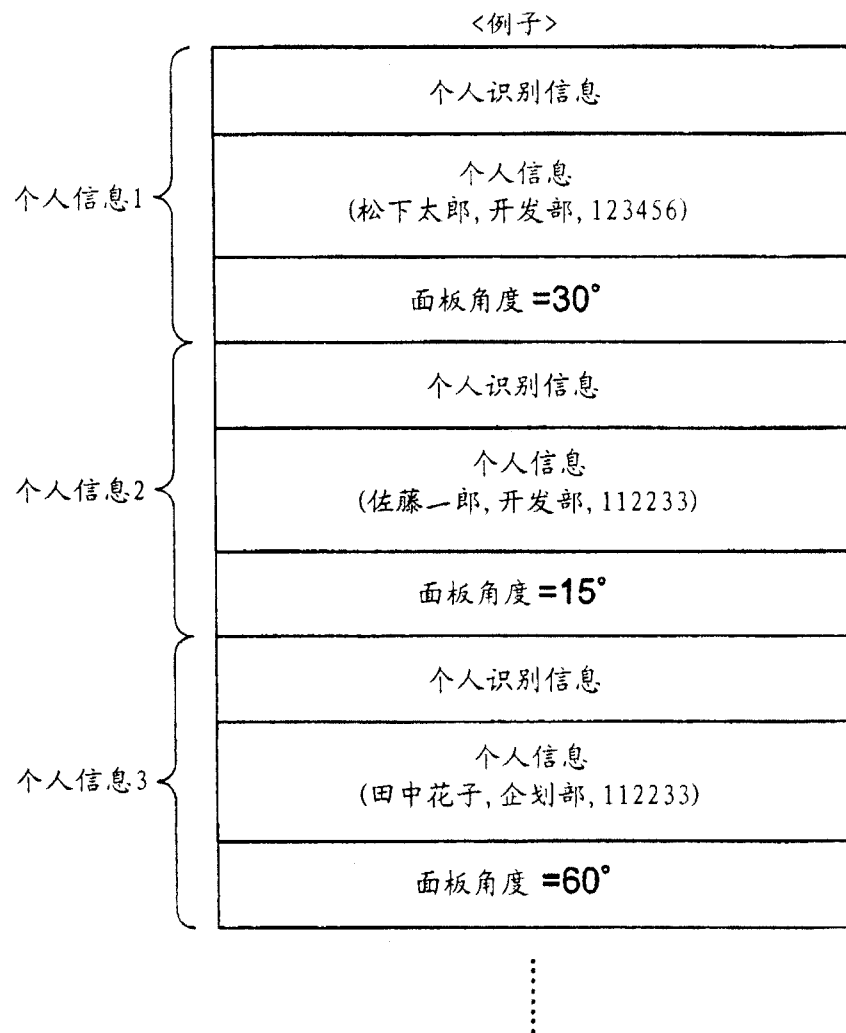 <例子>
个人信息1
个人识别信息
个人信息
(松下太郎,开发部,123456)
面板角度 =30°
个人信息2
个人识别信息
个人信息
(佐藤一郎,开发部,112233)
面板角度 =15°
个人信息3
个人识别信息
个人信息
(田中花子,企划部,112233)
面板角度 =60°